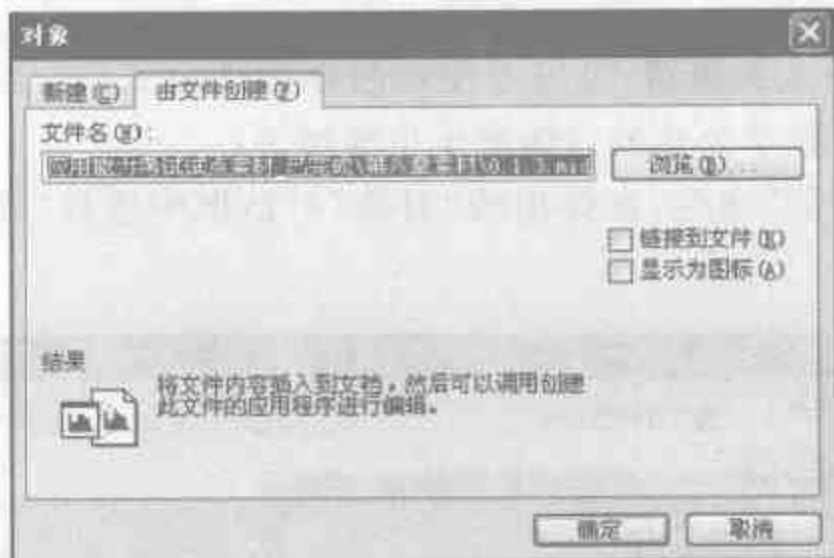 对象
新建(C) 由文件创建(F)
文件名(N):
浏览(B)...
链接到文件(K)
显示为图标(A)
结果
将文件内容插入到文档，然后可以调用创建
此文件的应用程序进行编辑。
确定 取消